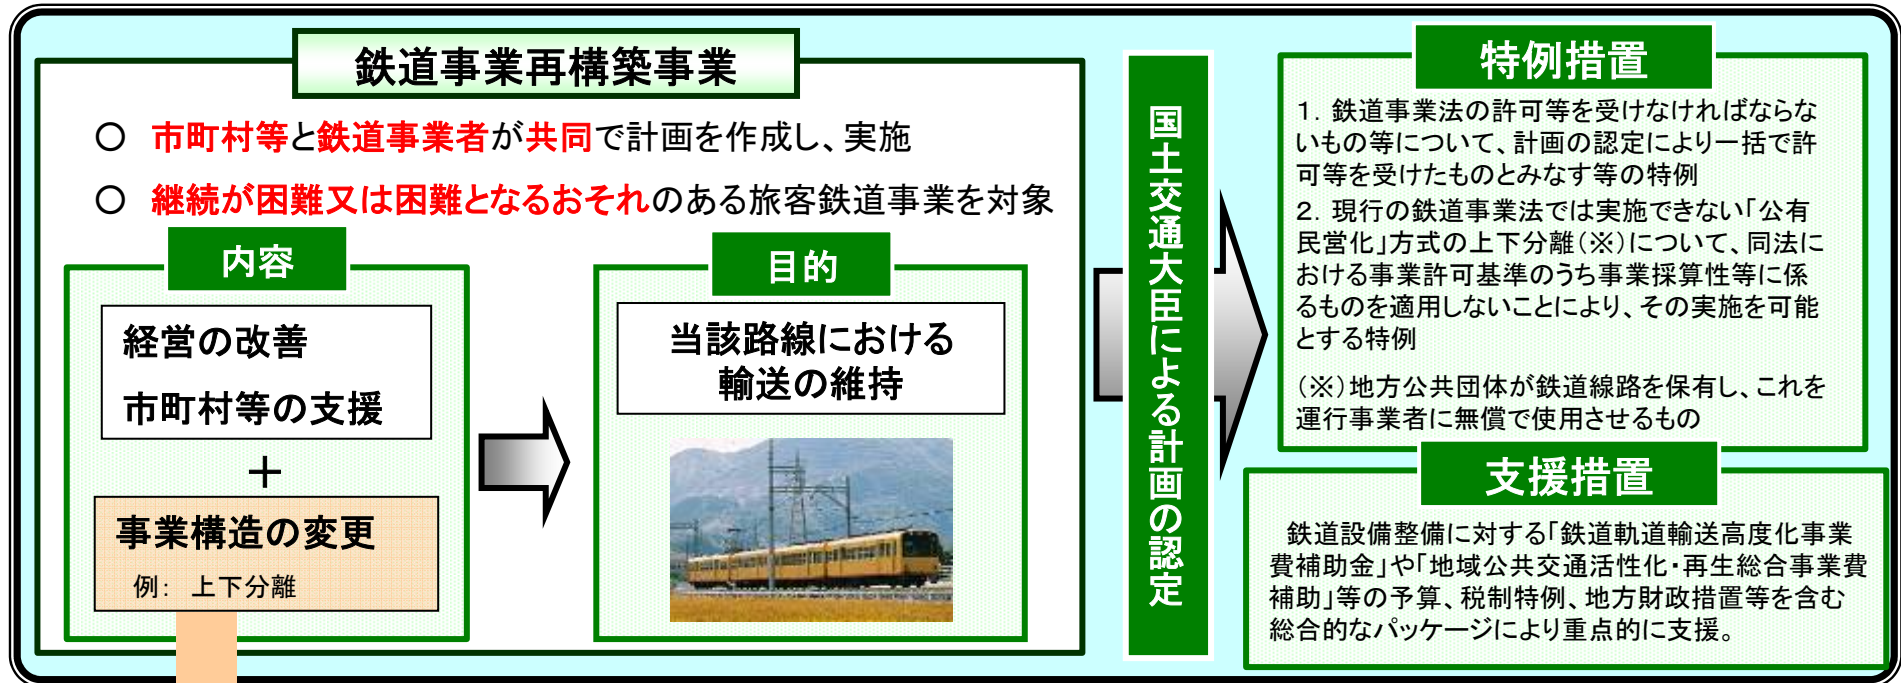 鉄道事業再構築事業
○ 市町村等と鉄道事業者が共同で計画を作成し、実施
○ 継続が困難又は困難となるおそれのある旅客鉄道事業を対象
内容
経営の改善
市町村等の支援
＋
事業構造の変更
例： 上下分離
目的
当該路線における
輸送の維持
国土交通大臣による計画の認定
特例措置
1．鉄道事業法の許可等を受けなければならな
いもの等について、計画の認定により一括で許
可等を受けたものとみなす等の特例
2．現行の鉄道事業法では実施できない「公有
民営化」方式の上下分離（※）について、同法に
おける事業許可基準のうち事業採算性等に係
るものを適用しないことにより、その実施を可能
とする特例
（※）地方公共団体が鉄道線路を保有し、これを
運行事業者に無償で使用させるもの
支援措置
鉄道設備整備に対する「鉄道軌道輸送高度化事業
費補助金」や「地域公共交通活性化・再生総合事業費
補助」等の予算、税制特例、地方財政措置等を含む
総合的なパッケージにより重点的に支援。